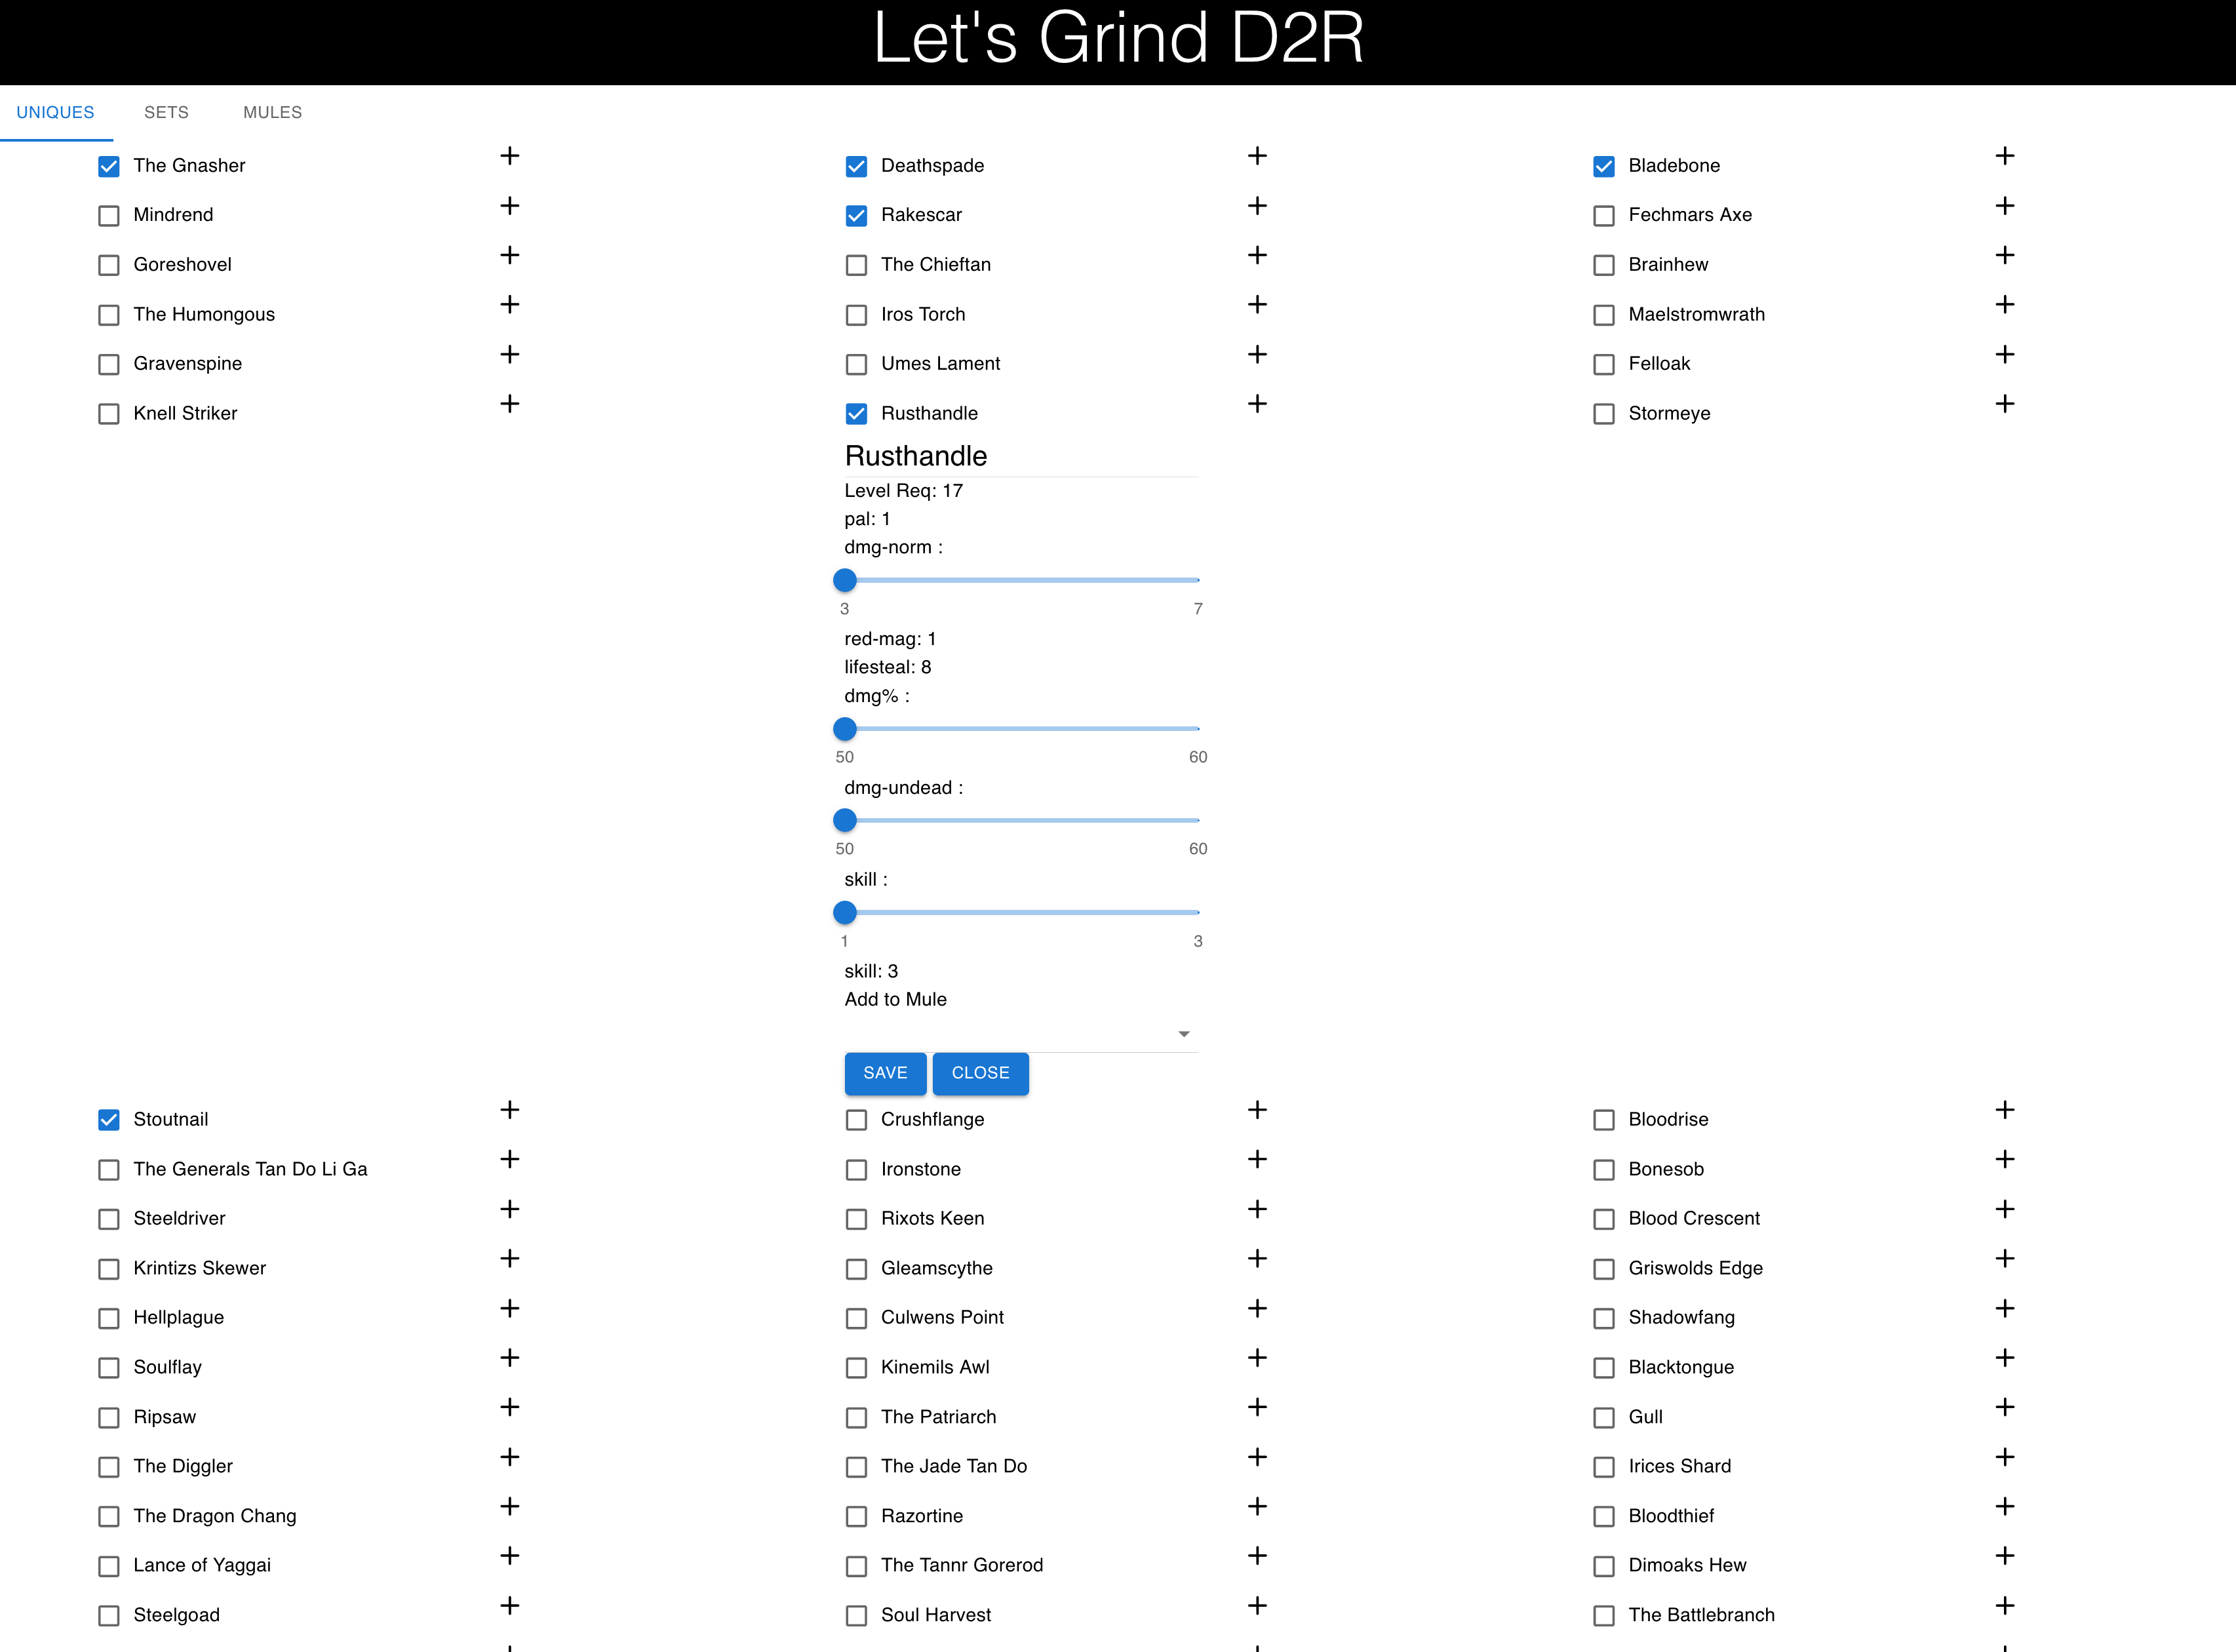 Let's Grind D2R
UNIQUES SETS MULES
The Gnasher + Deathspade + Bladebone +
Mindrend + Rakescar + Fechmars Axe +
Goreshovel + The Chieftan + Brainhew +
The Humongous + Iros Torch + Maelstromwrath +
Gravenspine + Umes Lament + Felloak +
Knell Striker + Rusthandle + Stormeye +
Rusthandle
Level Req: 17
pal: 1
dmg-norm :
3 7
red-mag: 1
lifesteal: 8
dmg% :
50 60
dmg-undead :
50 60
skill :
1 3
skill: 3
Add to Mule
SAVE CLOSE
Stoutnail + Crushflange + Bloodrise +
The Generals Tan Do Li Ga + Ironstone + Bonesob +
Steeldriver + Rixots Keen + Blood Crescent +
Krintizs Skewer + Gleamscythe + Griswolds Edge +
Hellplague + Culwens Point + Shadowfang +
Soulflay + Kinemils Awl + Blacktongue +
Ripsaw + The Patriarch + Gull +
The Diggler + The Jade Tan Do + Irices Shard +
The Dragon Chang + Razortine + Bloodthief +
Lance of Yaggai + The Tannr Gorerod + Dimoaks Hew +
Steelgoad + Soul Harvest + The Battlebranch +